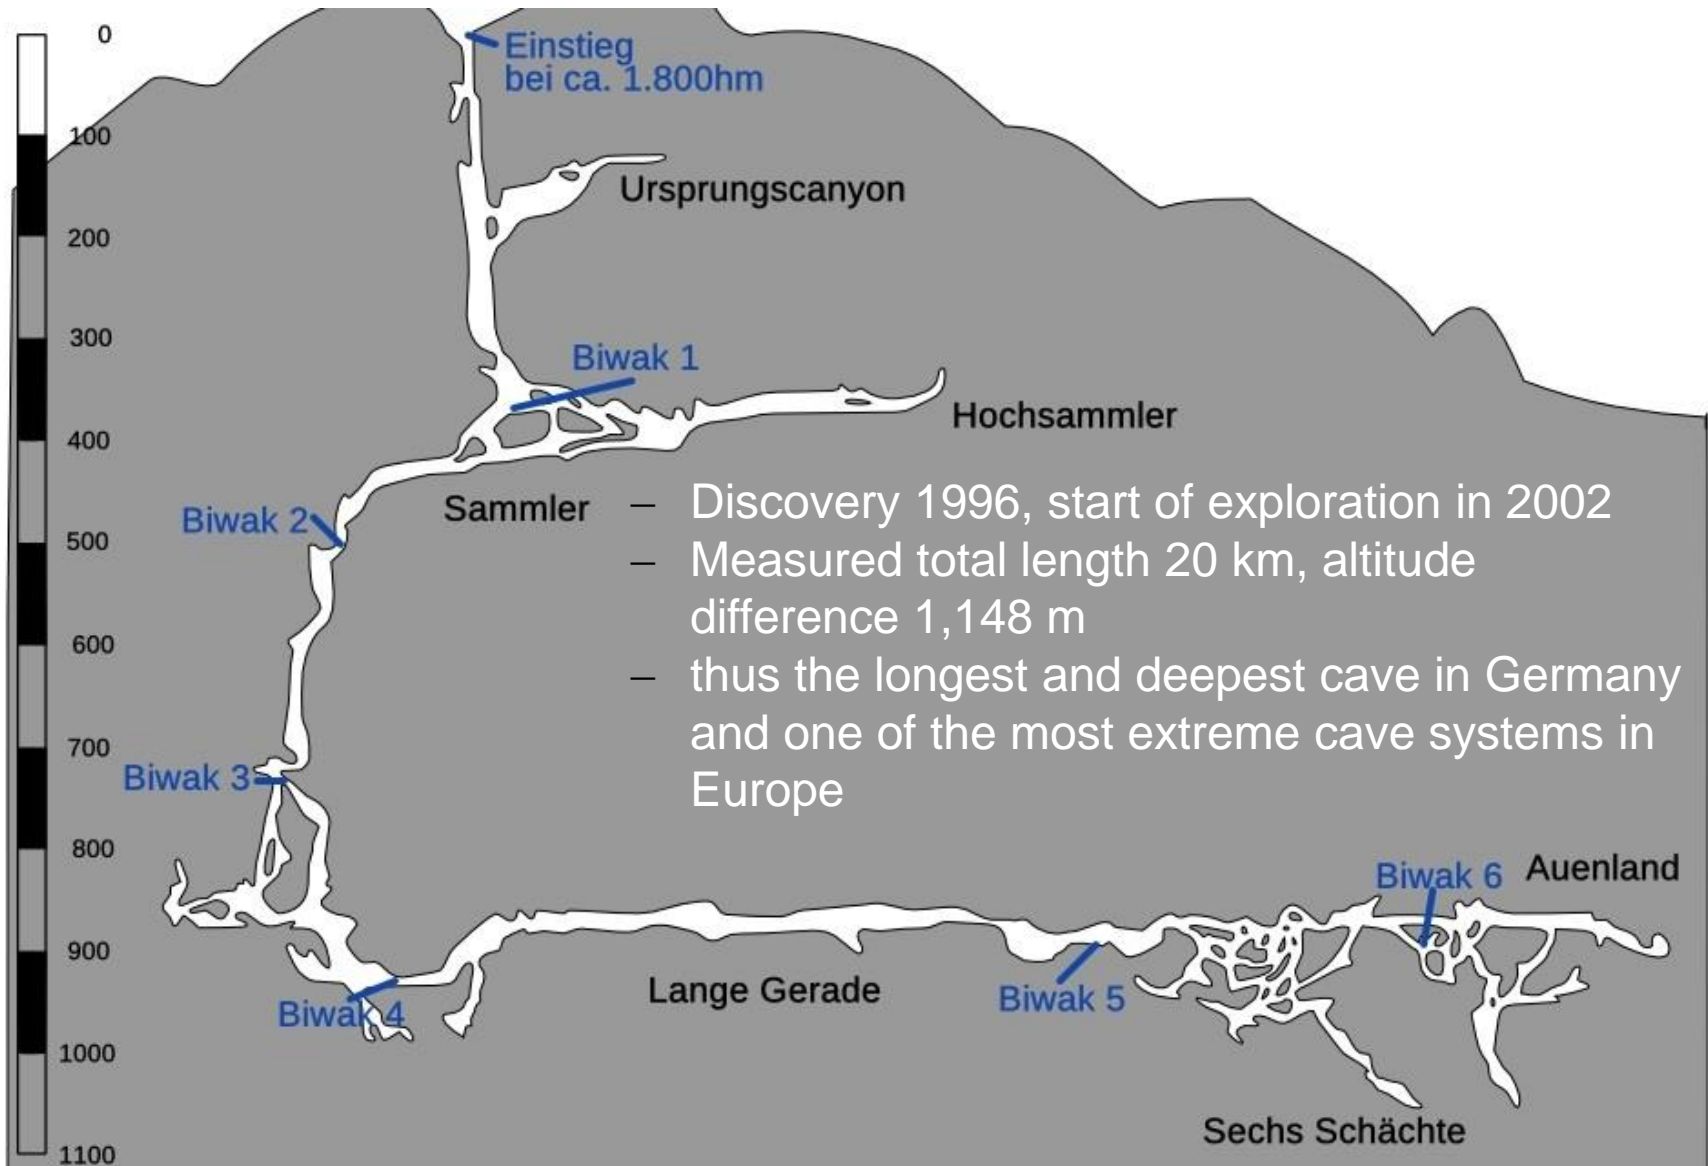 0
Einstieg
bei ca. 1.800hm
100
Ursprungscanyon
200
300
Biwak 1
Hochsammler
400
Sammler
Biwak 2
– Discovery 1996, start of exploration in 2002
500
– Measured total length 20 km, altitude
difference 1,148 m
600
– thus the longest and deepest cave in Germany
and one of the most extreme cave systems in
Europe
700
Biwak 3
800
Biwak 6
Auenland
900
Lange Gerade
Biwak 5
Biwak 4
1000
Sechs Schächte
1100